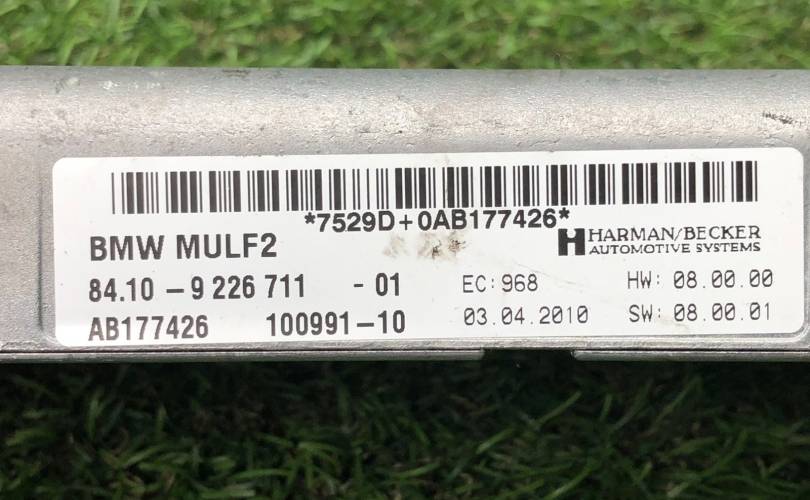 *7529D+0AB177426*
BMW MULF2
HARMAN/BECKER
AUTOMOTIVE SYSTEMS
84.10 - 9 226 711 - 01 EC: 968 HW: 08.00.00
AB177426 100991-10 03.04.2010 SW: 08.00.01